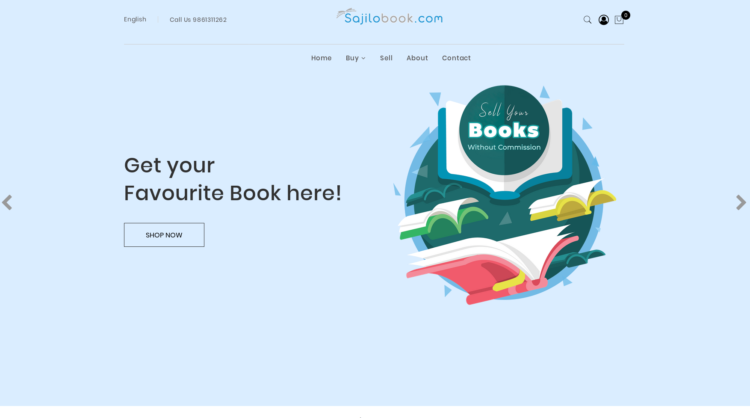 English
Call Us 9861311262
Sajilobook.com
0
Home
Buy
Sell
About
Contact
Sell Your
Books
Without Commission
Get your
Favourite Book here!
SHOP NOW